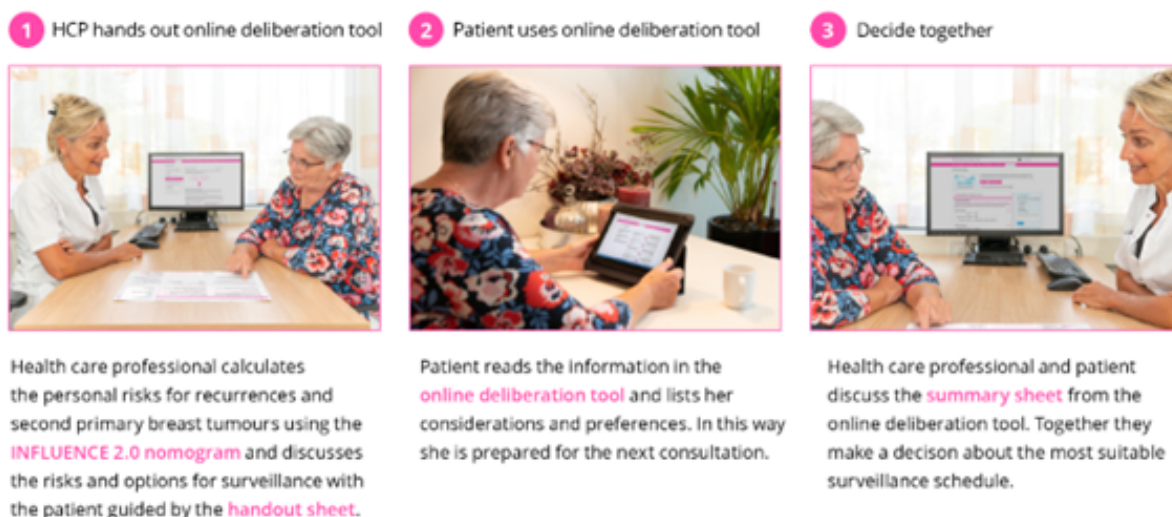 1 HCP hands out online deliberation tool
Health care professional calculates
the personal risks for recurrences and
second primary breast tumours using the
INFLUENCE 2.0 nomogram and discusses
the risks and options for surveillance with
the patient guided by the handout sheet.
2 Patient uses online deliberation tool
Patient reads the information in the
online deliberation tool and lists her
considerations and preferences. In this way
she is prepared for the next consultation.
3 Decide together
Health care professional and patient
discuss the summary sheet from the
online deliberation tool. Together they
make a decison about the most suitable
surveillance schedule.